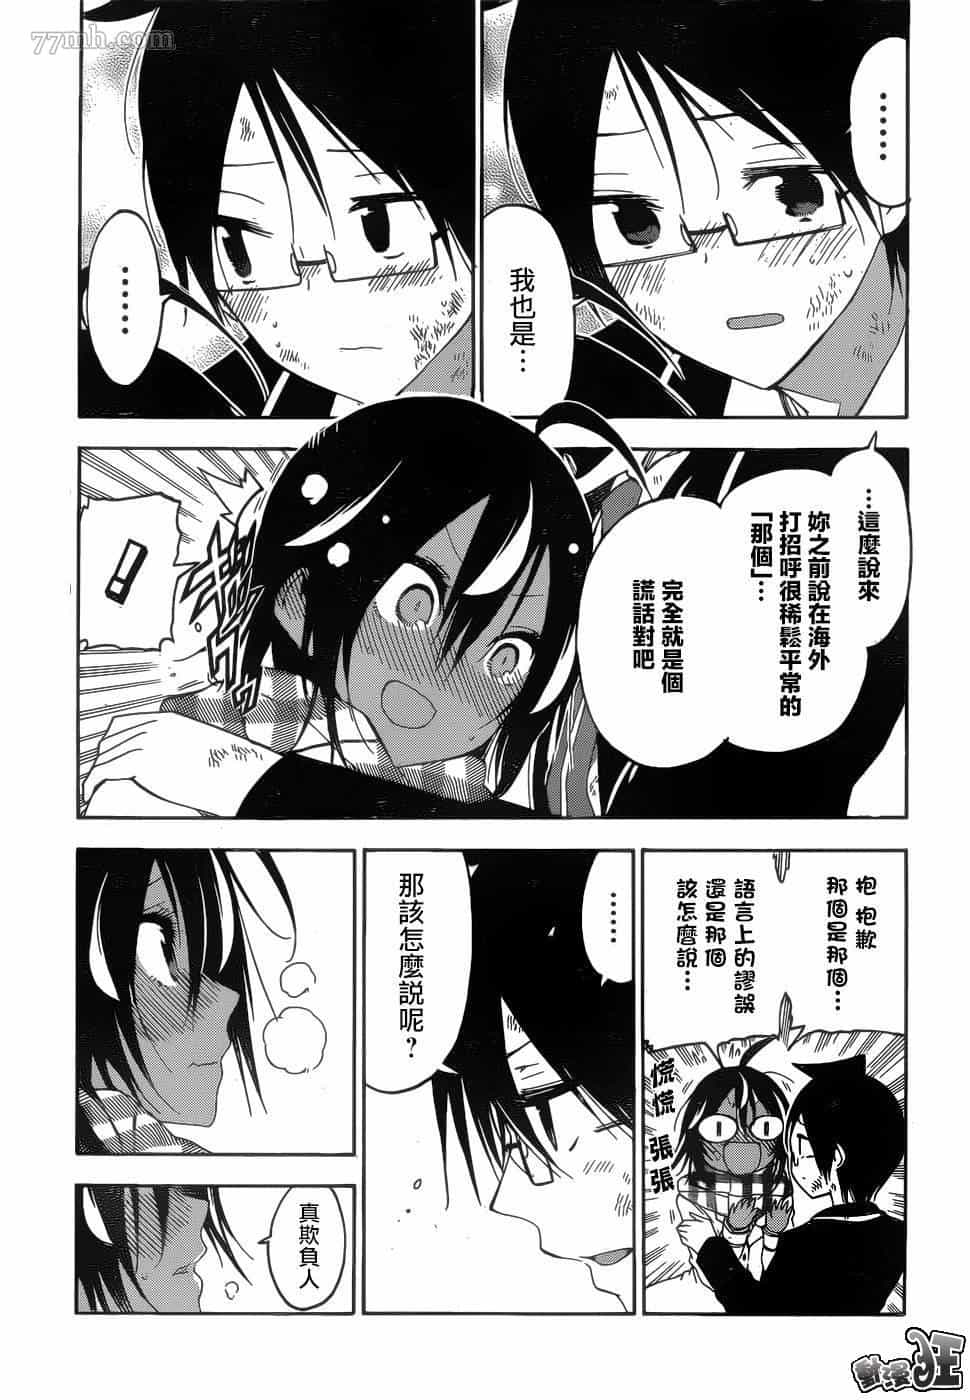 77mh.com
……
我也是…
……
…這麼說來
妳之前說在海外
打招呼很稀鬆平常的
「那個」…
完全就是個
謊話對吧
!
抱 抱歉
那個是那個…
語言上的謬誤
還是那個
該怎麼說…
慌慌
張張
……
那該怎麼說呢?
真欺負人
動漫狂